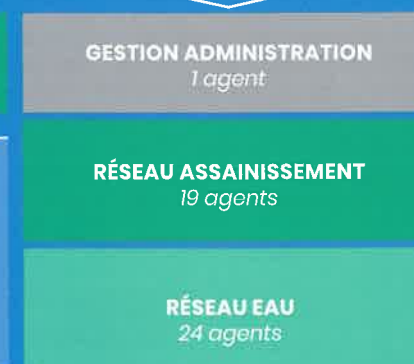 GESTION ADMINISTRATION
1 agent
RÉSEAU ASSAINISSEMENT
19 agents
RÉSEAU EAU
24 agents